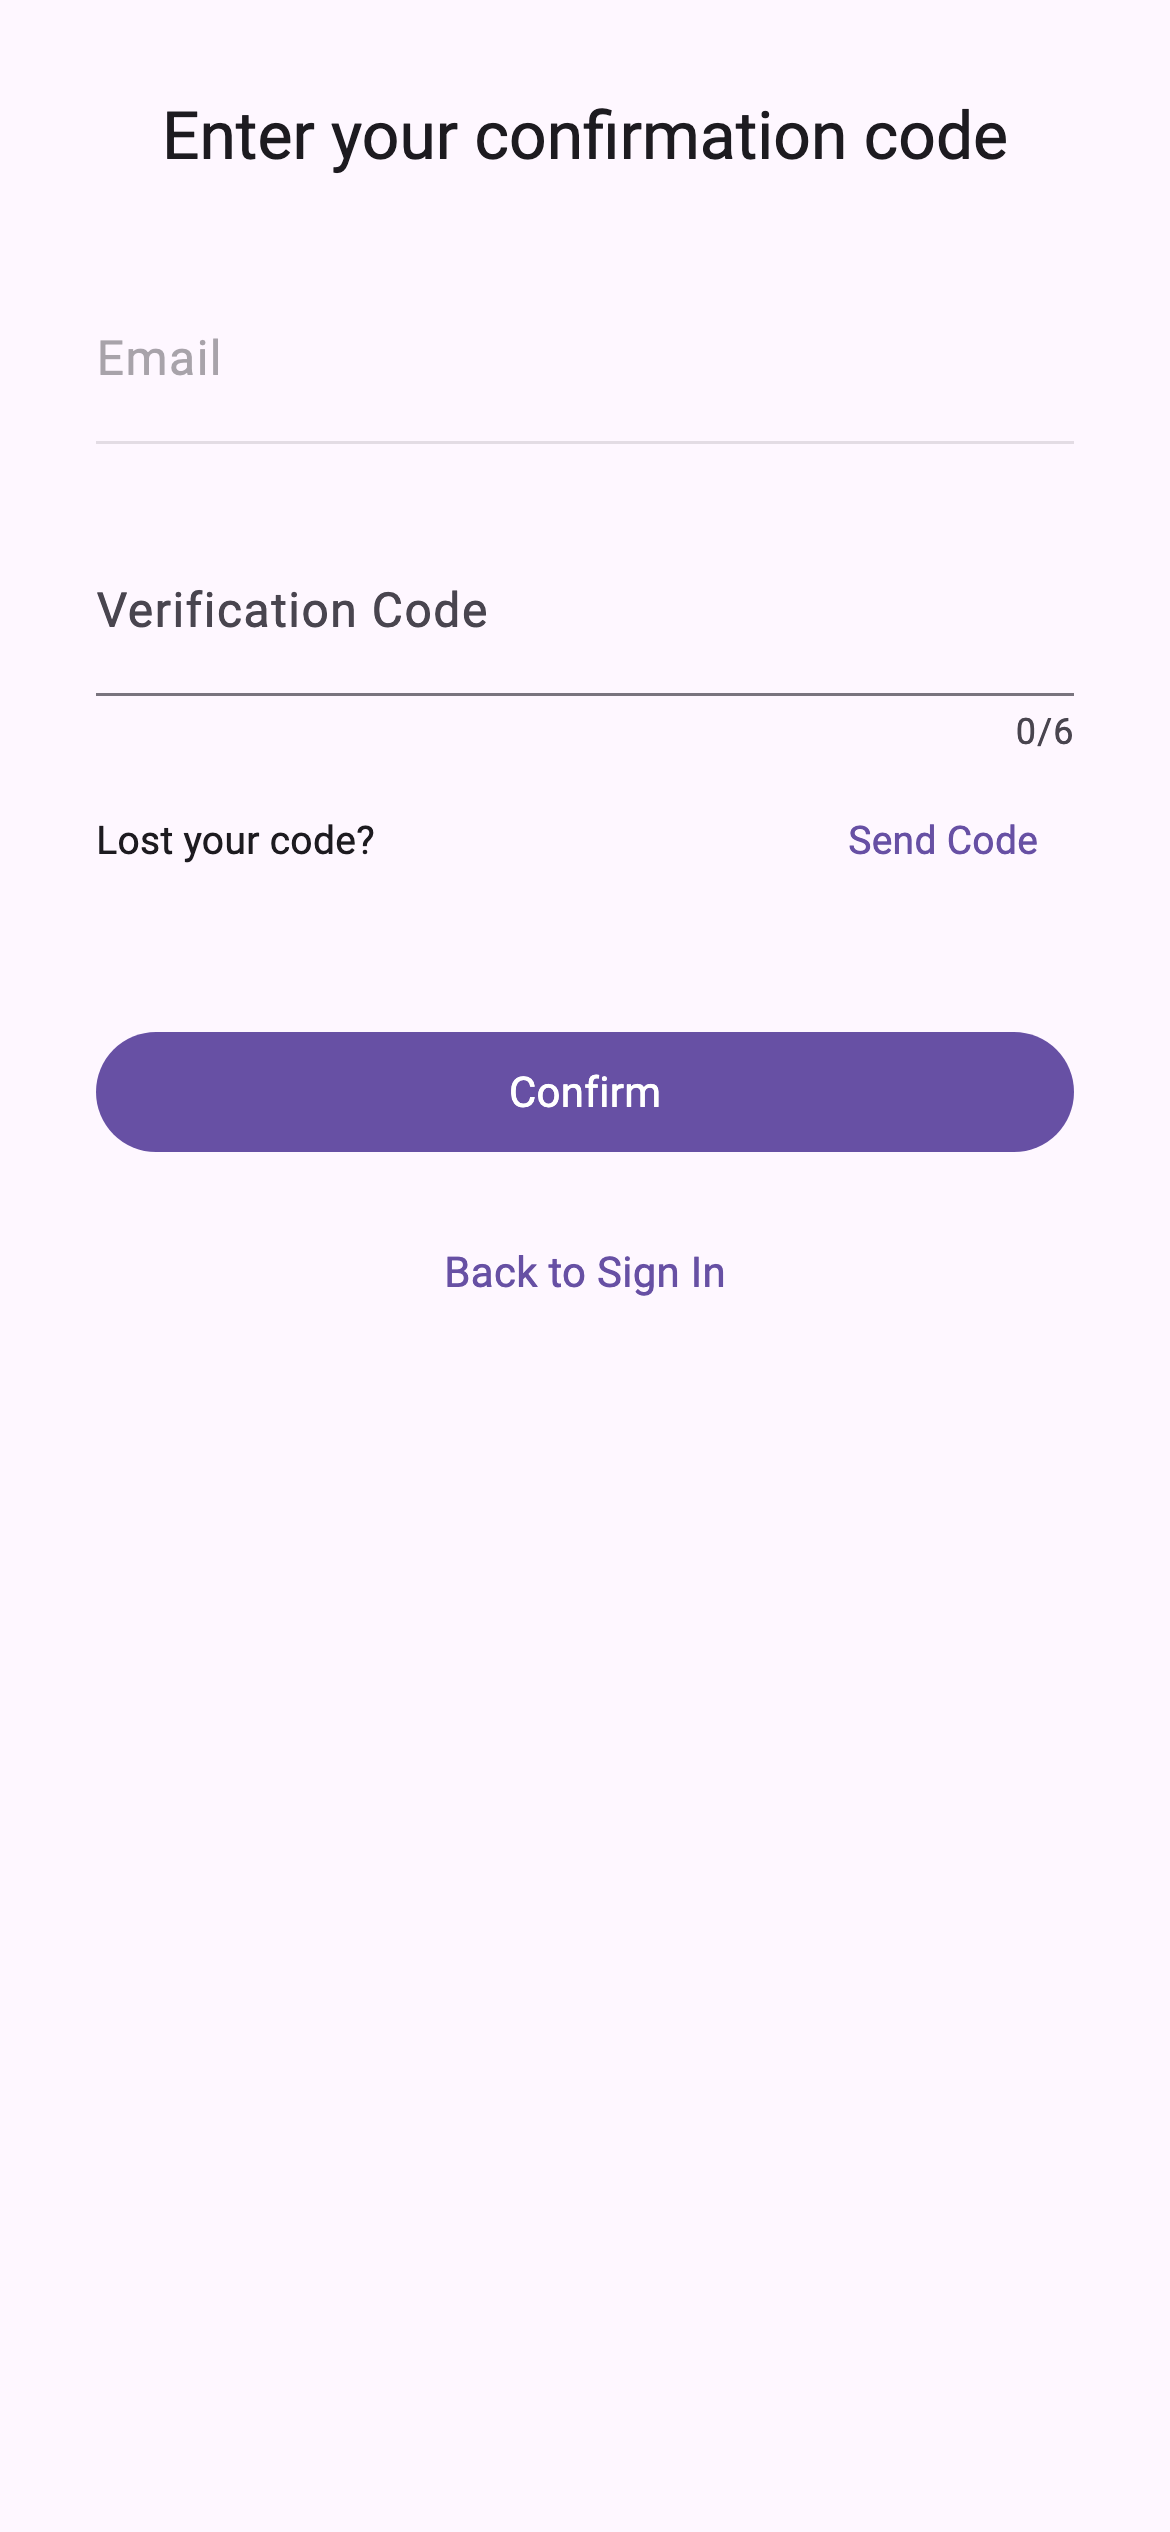 Enter your confirmation code
Email
Verification Code
0/6
Lost your code? Send Code
Confirm
Back to Sign In